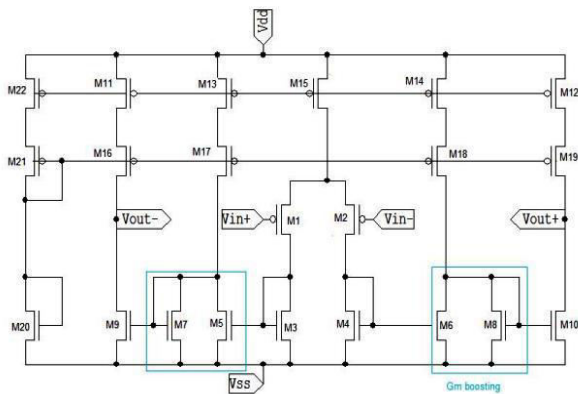 Vdd
M22
M11
M13
M15
M14
M12
M21
M16
M17
M18
M19
Vout-
Vin+
M1
M2
Vin-
Vout+
M20
M9
M7
M5
M3
M4
M6
M8
M10
Vss
Gm boosting